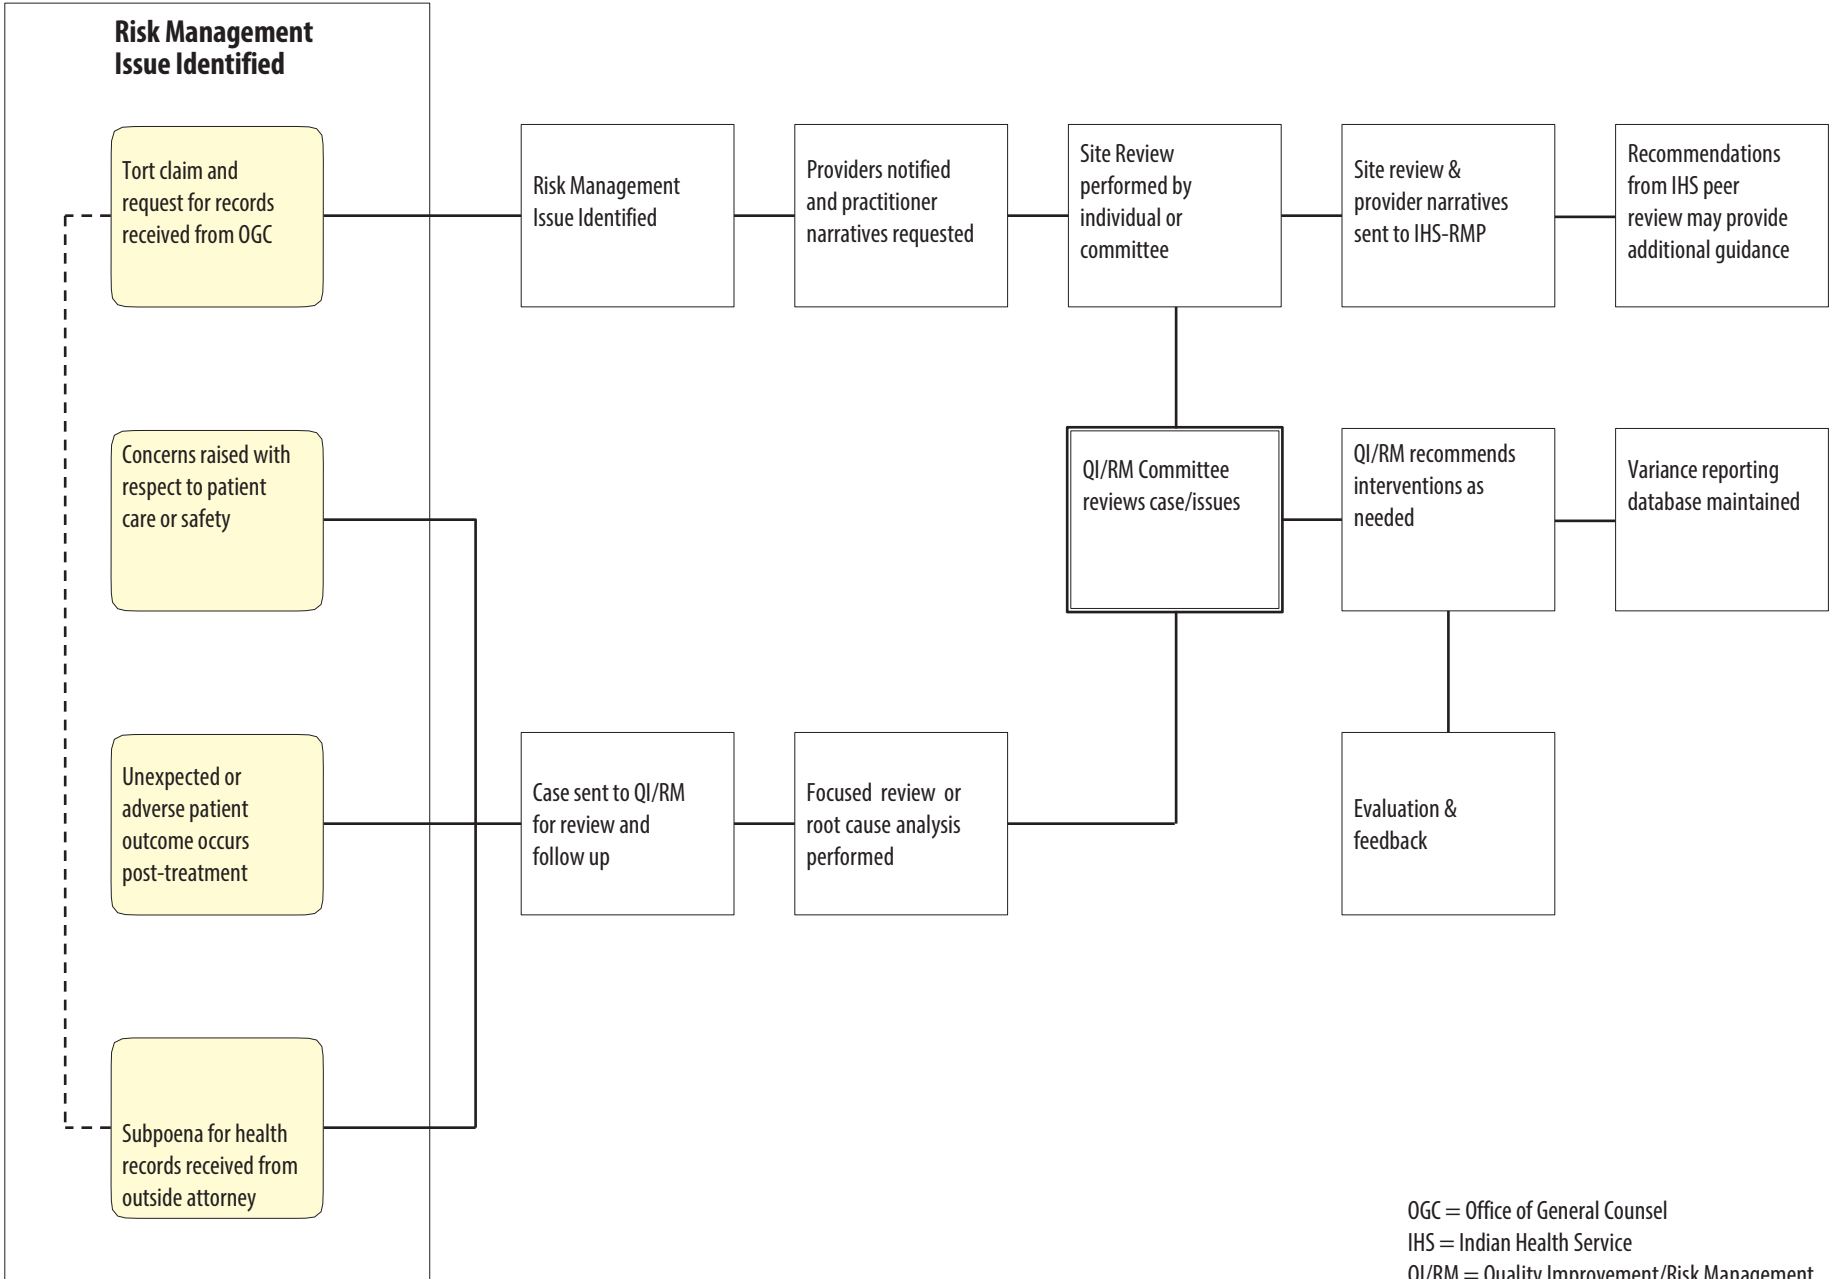 Risk Management
Issue Identified
Tort claim and
request for records
received from OGC
Risk Management
Issue Identified
Providers notified
and practitioner
narratives requested
Site Review
performed by
individual or
committee
Site review &
provider narratives
sent to IHS-RMP
Recommendations
from IHS peer
review may provide
additional guidance
Concerns raised with
respect to patient
care or safety
QI/RM Committee
reviews case/issues
QI/RM recommends
interventions as
needed
Variance reporting
database maintained
Unexpected or
adverse patient
outcome occurs
post-treatment
Case sent to QI/RM
for review and
follow up
Focused review or
root cause analysis
performed
Evaluation &
feedback
Subpoena for health
records received from
outside attorney
OGC = Office of General Counsel
IHS = Indian Health Service
QI/RM = Quality Improvement/Risk Management